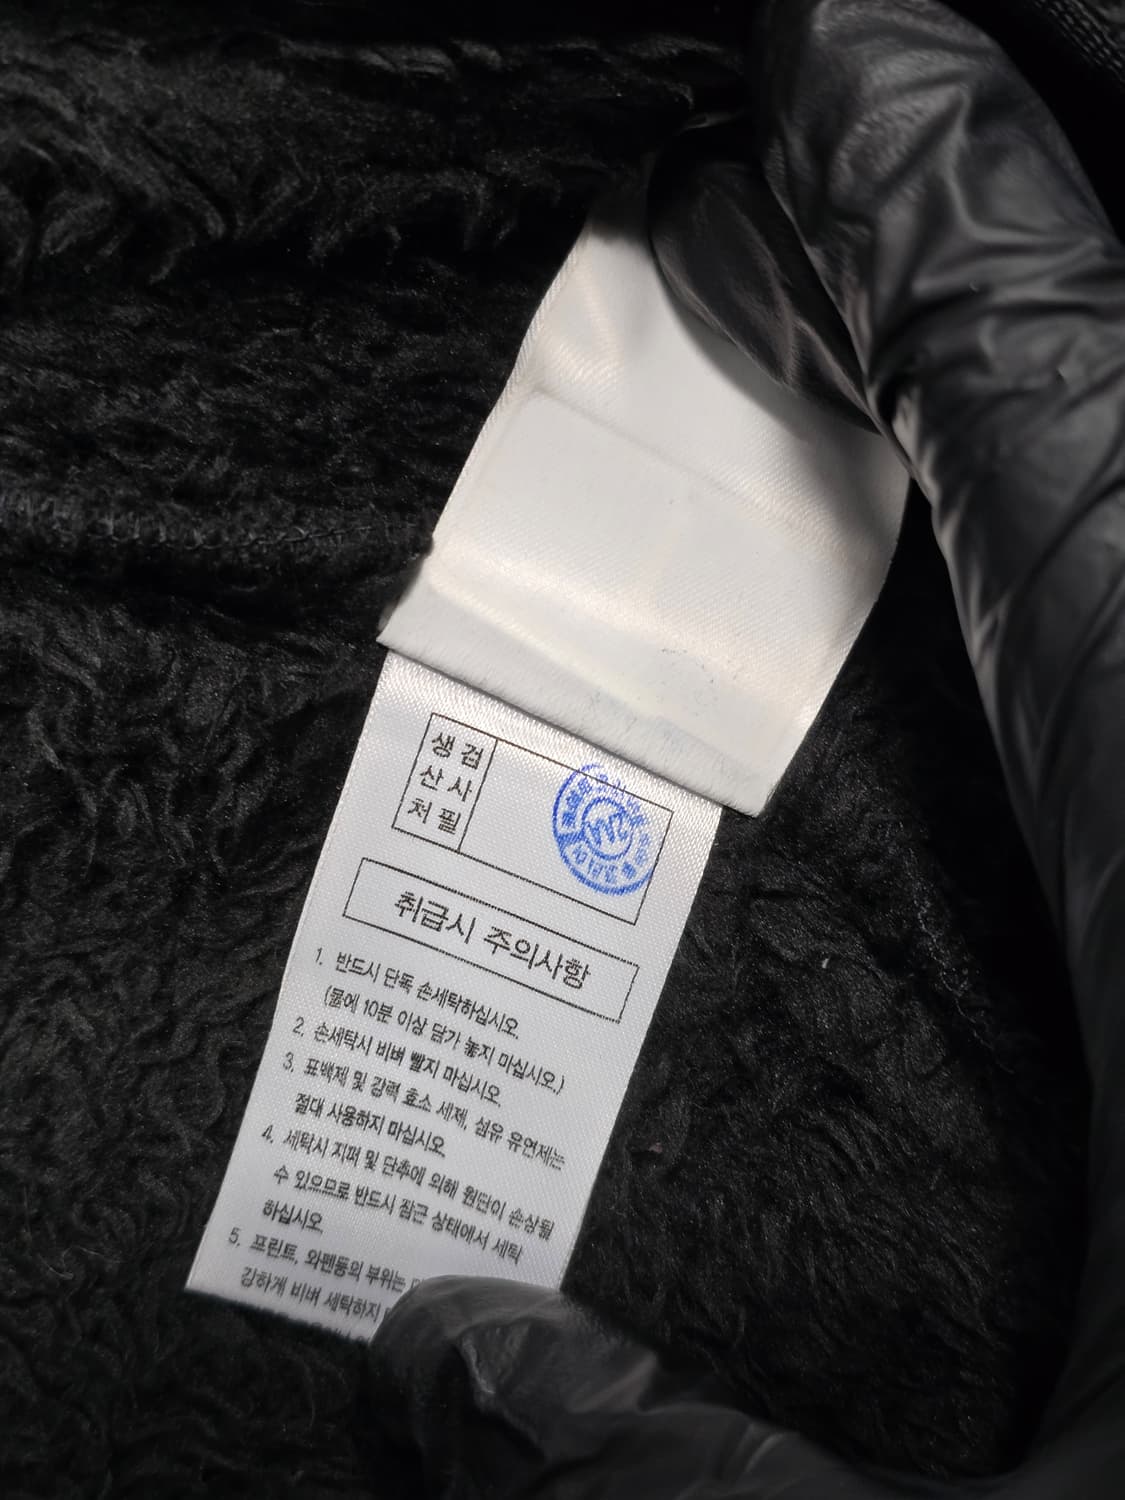 생산처
검사필
취급시 주의사항
1. 반드시 단독 손세탁하십시오.
(물에 10분 이상 담가 놓지 마십시오.)
2. 손세탁시 비벼 빨지 마십시오.
3. 표백제 및 강력 효소 세제, 섬유 유연제는
절대 사용하지 마십시오.
4. 세탁시 지퍼 및 단추에 의해 원단이 손상될
수 있으므로 반드시 잠근 상태에서 세탁
하십시오.
5. 프린트, 와펜등의 부위는
강하게 비벼 세탁하지